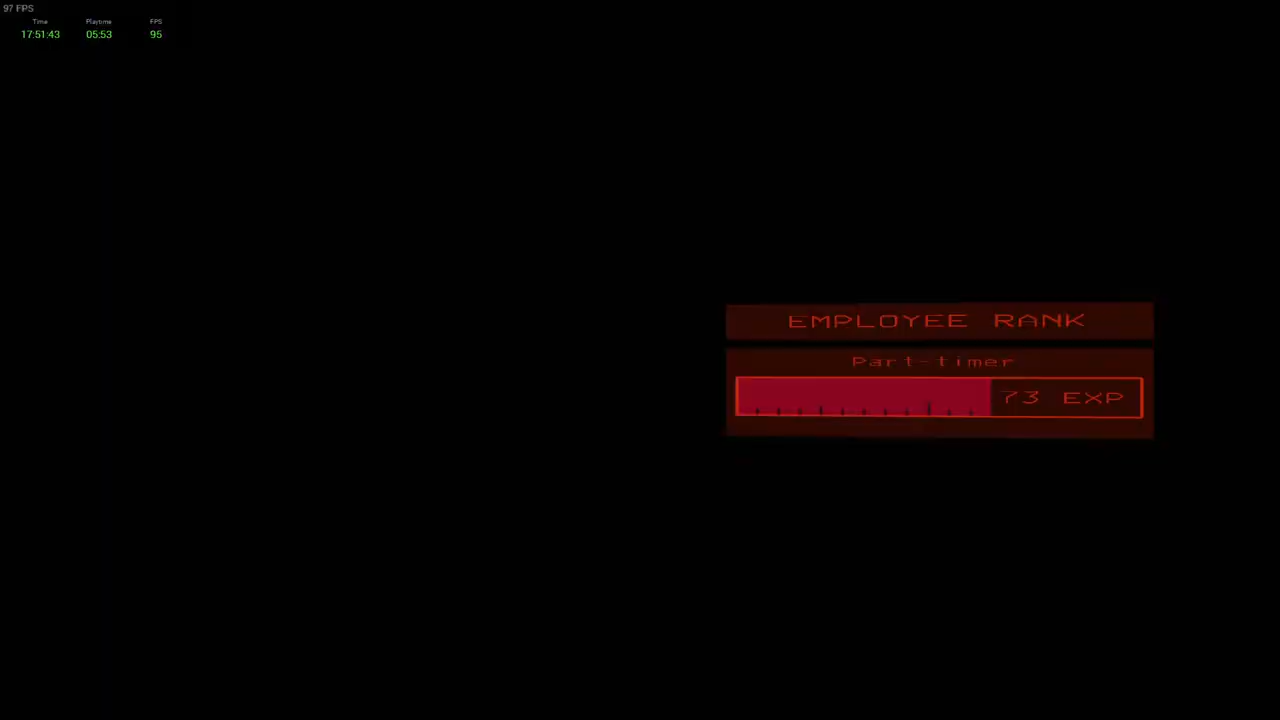 97 FPS
Time Playtime FPS
17:51:43 05:53 95
EMPLOYEE RANK
Part-timer
73 EXP